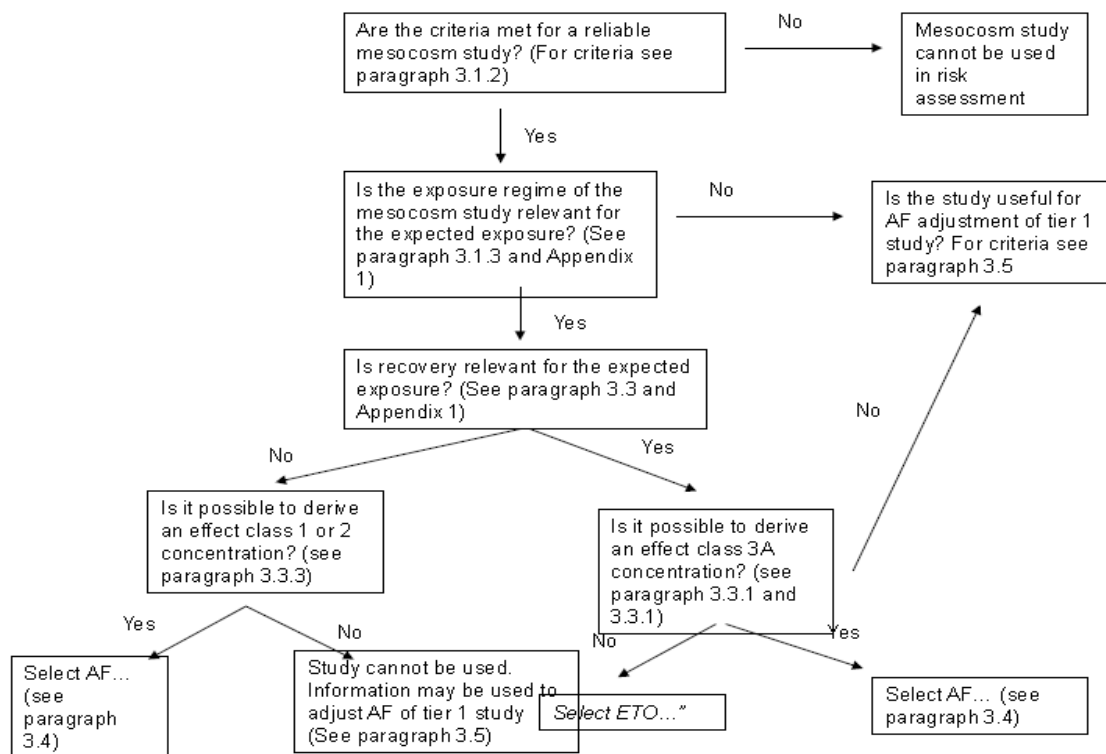 Are the criteria met for a reliable
mesocosm study? (For criteria see
paragraph 3.1.2)
No
Mesocosm study
cannot be used
in risk
assessment
Yes
Is the exposure regime of the
mesocosm study relevant for
the expected exposure? (See
paragraph 3.1.3 and Appendix
1)
No
Is the study useful for
AF adjustment of tier 1
study? For criteria see
paragraph 3.5
Yes
Is recovery relevant for the expected
exposure? (See paragraph 3.3 and
Appendix 1)
No
No
Yes
Is it possible to derive
an effect class 1 or 2
concentration? (see
paragraph 3.3.3)
Is it possible to derive
an effect class 3A
concentration? (see
paragraph 3.3.1 and
3.3.1)
Yes
No
No
Yes
Select AF... 
(see
paragraph
3.4)
Study cannot be used.
Information may be used to
adjust AF of tier 1 study
(See paragraph 3.5)
Select ETO..."
Select AF... (see
paragraph 3.4)